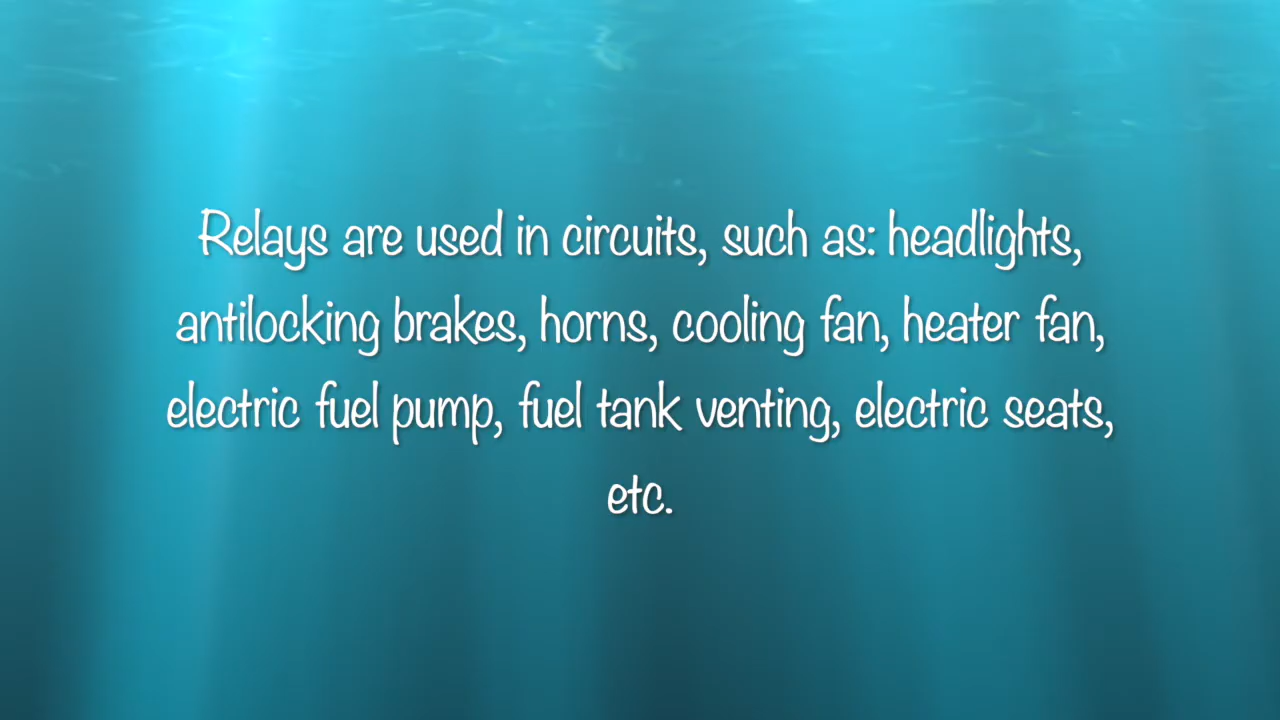 Relays are used in circuits, such as: headlights,
antilocking brakes, horns, cooling fan, heater fan,
electric fuel pump, fuel tank venting, electric seats,
etc.